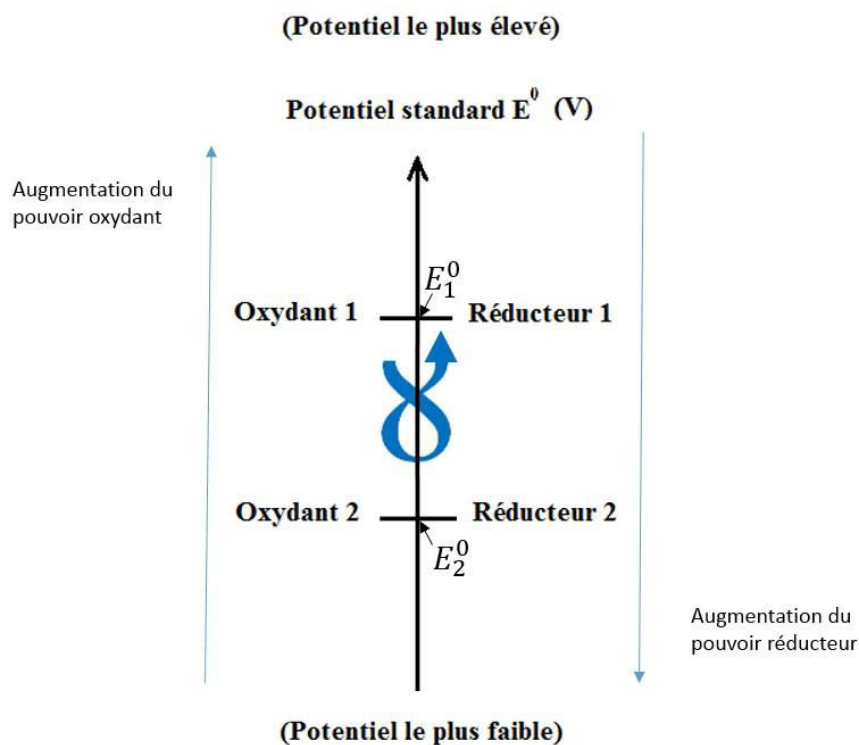 (Potentiel le plus élevé)
Potentiel standard E⁰ (V)
Augmentation du
pouvoir oxydant
E₁⁰
Oxydant 1 Réducteur 1
Oxydant 2 Réducteur 2
E₂⁰
Augmentation du
pouvoir réducteur
(Potentiel le plus faible)